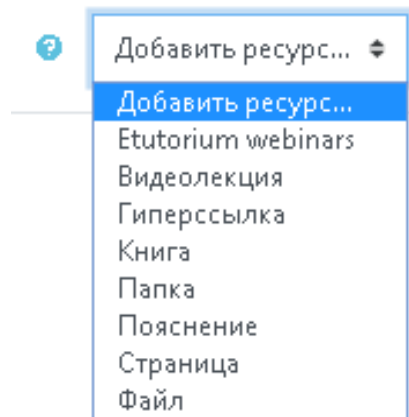 Добавить ресурс...
Добавить ресурс...
Etutorium webinars
Видеолекция
Гиперссылка
Книга
Папка
Пояснение
Страница
Файл